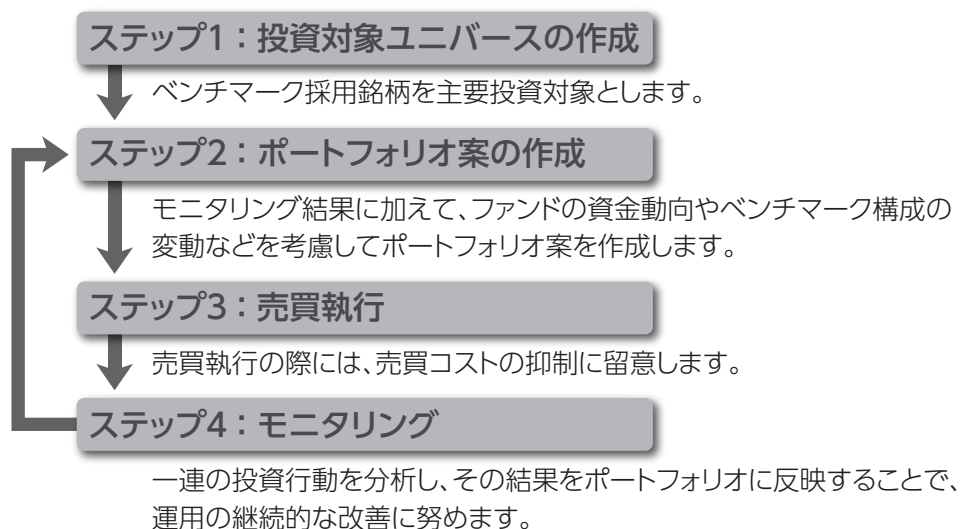 ステップ1：投資対象ユニバースの作成
ベンチマーク採用銘柄を主要投資対象とします。
ステップ2：ポートフォリオ案の作成
モニタリング結果に加えて、ファンドの資金動向やベンチマーク構成の
変動などを考慮してポートフォリオ案を作成します。
ステップ3：売買執行
売買執行の際には、売買コストの抑制に留意します。
ステップ4：モニタリング
一連の投資行動を分析し、その結果をポートフォリオに反映することで、
運用の継続的な改善に努めます。